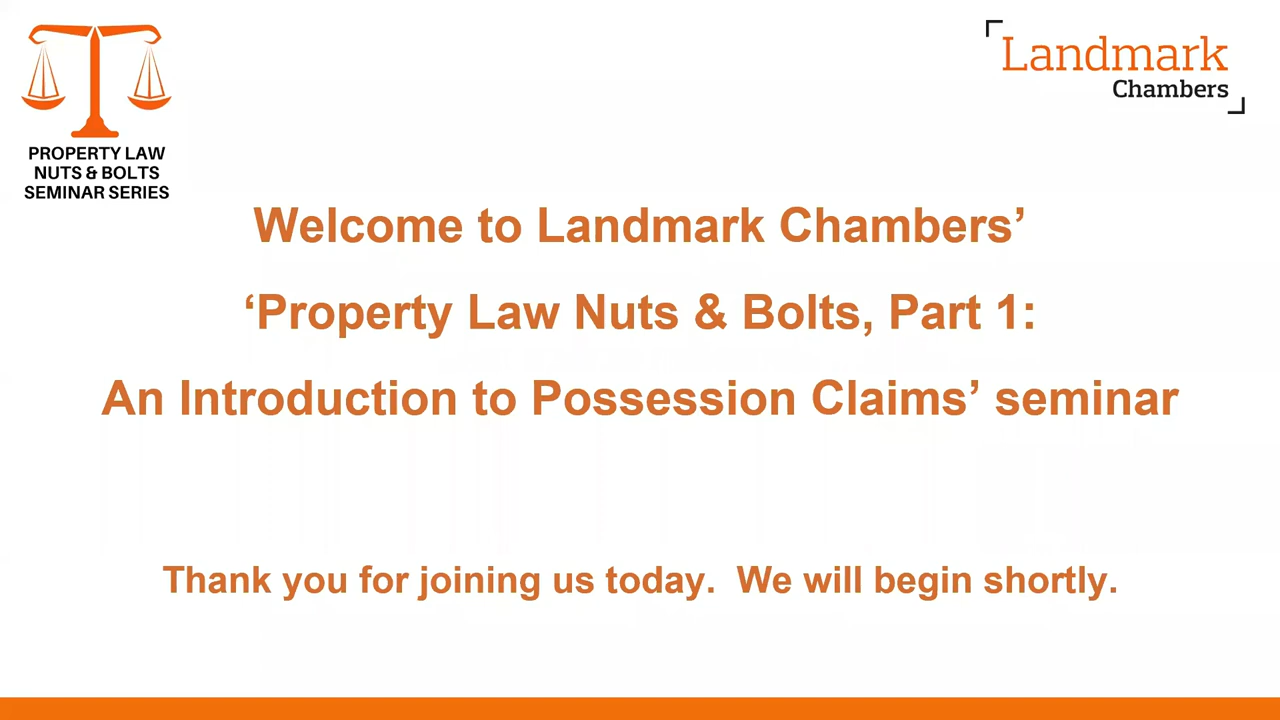 PROPERTY LAW
NUTS & BOLTS
SEMINAR SERIES
Landmark
Chambers
Welcome to Landmark Chambers’
‘Property Law Nuts & Bolts, Part 1:
An Introduction to Possession Claims’ seminar
Thank you for joining us today.  We will begin shortly.